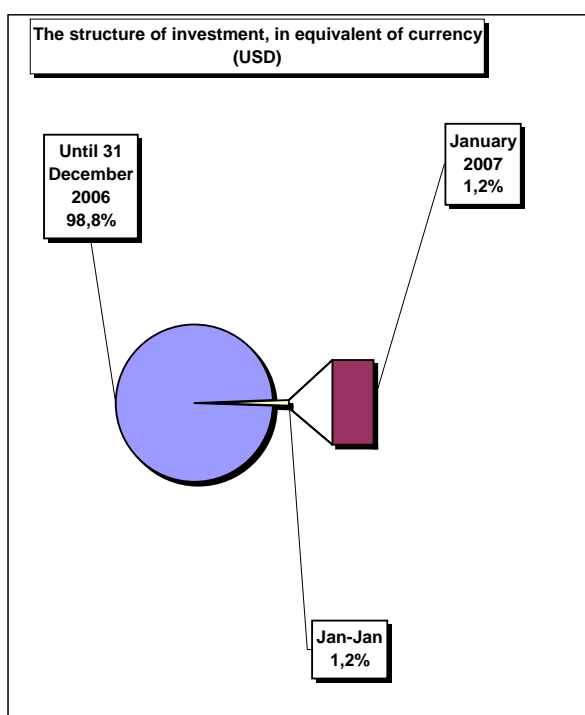 The structure of investment, in equivalent of currency
(USD)
Until 31
December
2006
98,8%
January
2007
1,2%
Jan-Jan
1,2%